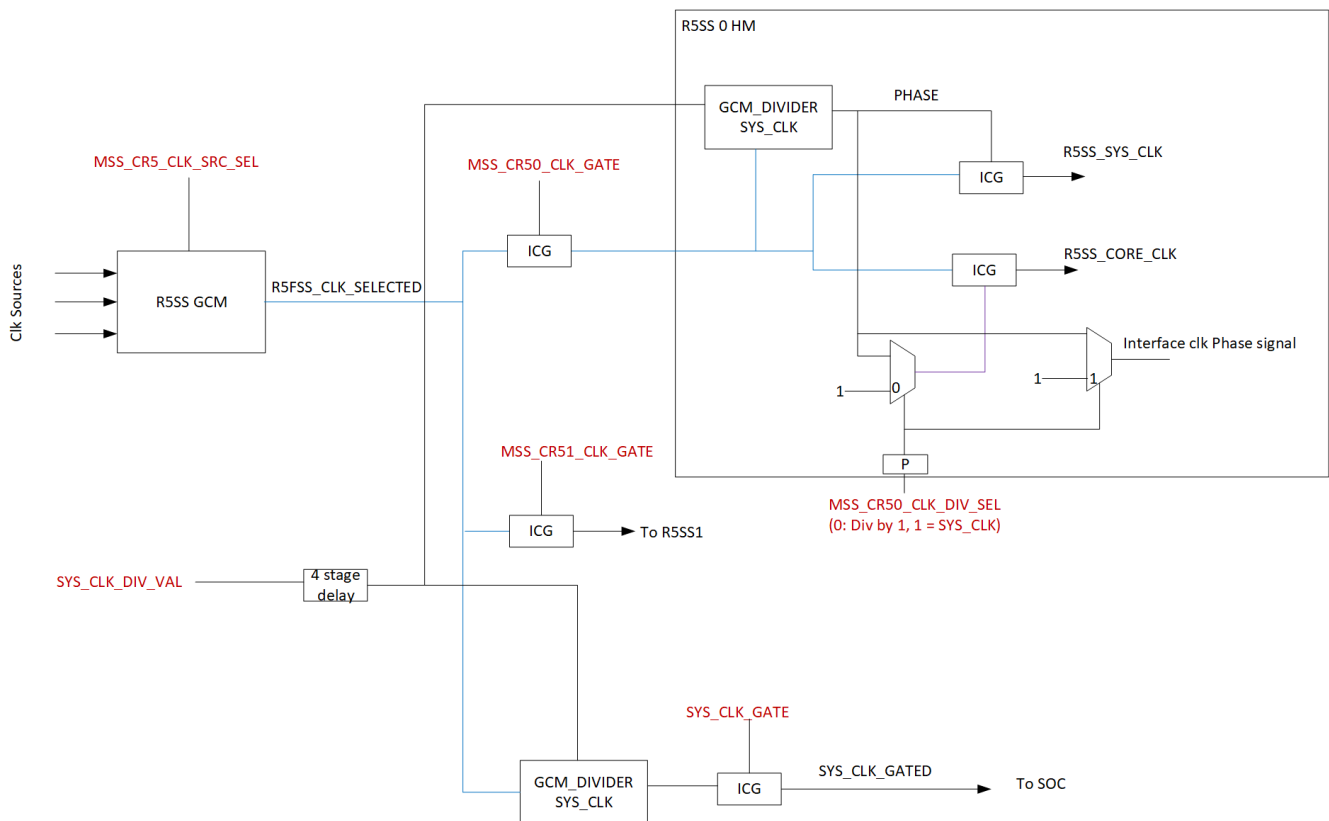 R5SS 0 HM
GCM_DIVIDER
SYS_CLK
PHASE
R5SS_SYS_CLK
ICG
MSS_CR5_CLK_SRC_SEL
MSS_CR50_CLK_GATE
ICG
R5SS_CORE_CLK
ICG
Clk Sources
R5SS GCM
R5FSS_CLK_SELECTED
Interface clk Phase signal
1
0
1
1
P
MSS_CR50_CLK_DIV_SEL
(0: Div by 1, 1 = SYS_CLK)
MSS_CR51_CLK_GATE
ICG
To R5SS1
SYS_CLK_DIV_VAL
4 stage
delay
SYS_CLK_GATE
GCM_DIVIDER
SYS_CLK
ICG
SYS_CLK_GATED
To SOC